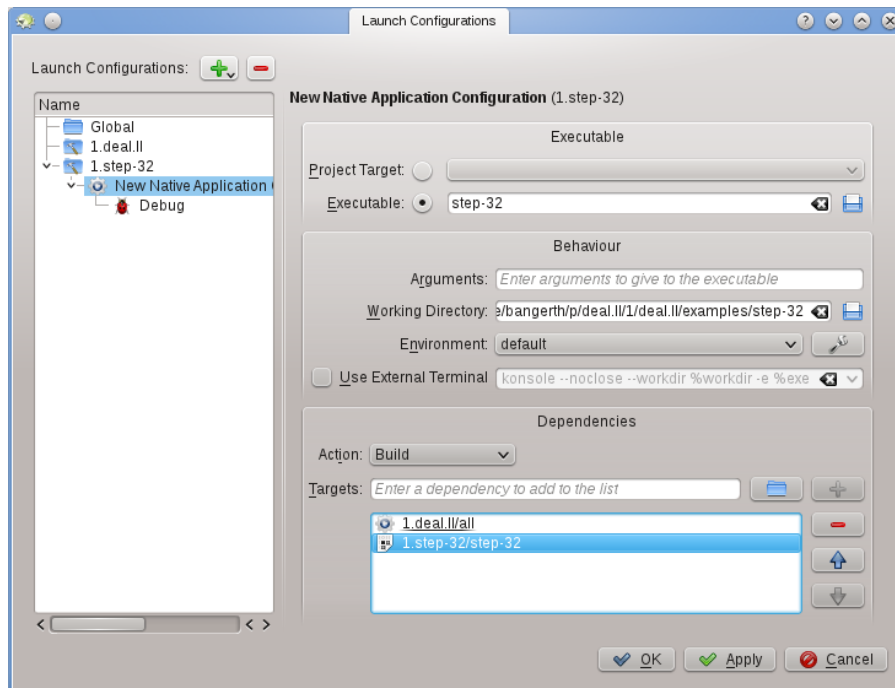 Launch Configurations
Launch Configurations:
Name
Global
1.deal.II
1.step-32
New Native Application
Debug
New Native Application Configuration (1.step-32)
Executable
Project Target:
Executable: step-32
Behaviour
Arguments: Enter arguments to give to the executable
Working Directory: e/bangerth/p/deal.II/1/deal.II/examples/step-32
Environment: default
Use External Terminal konsole --noclose --workdir %workdir -e %exe
Dependencies
Action: Build
Targets: Enter a dependency to add to the list
1.deal.II/all
1.step-32/step-32
OK Apply Cancel